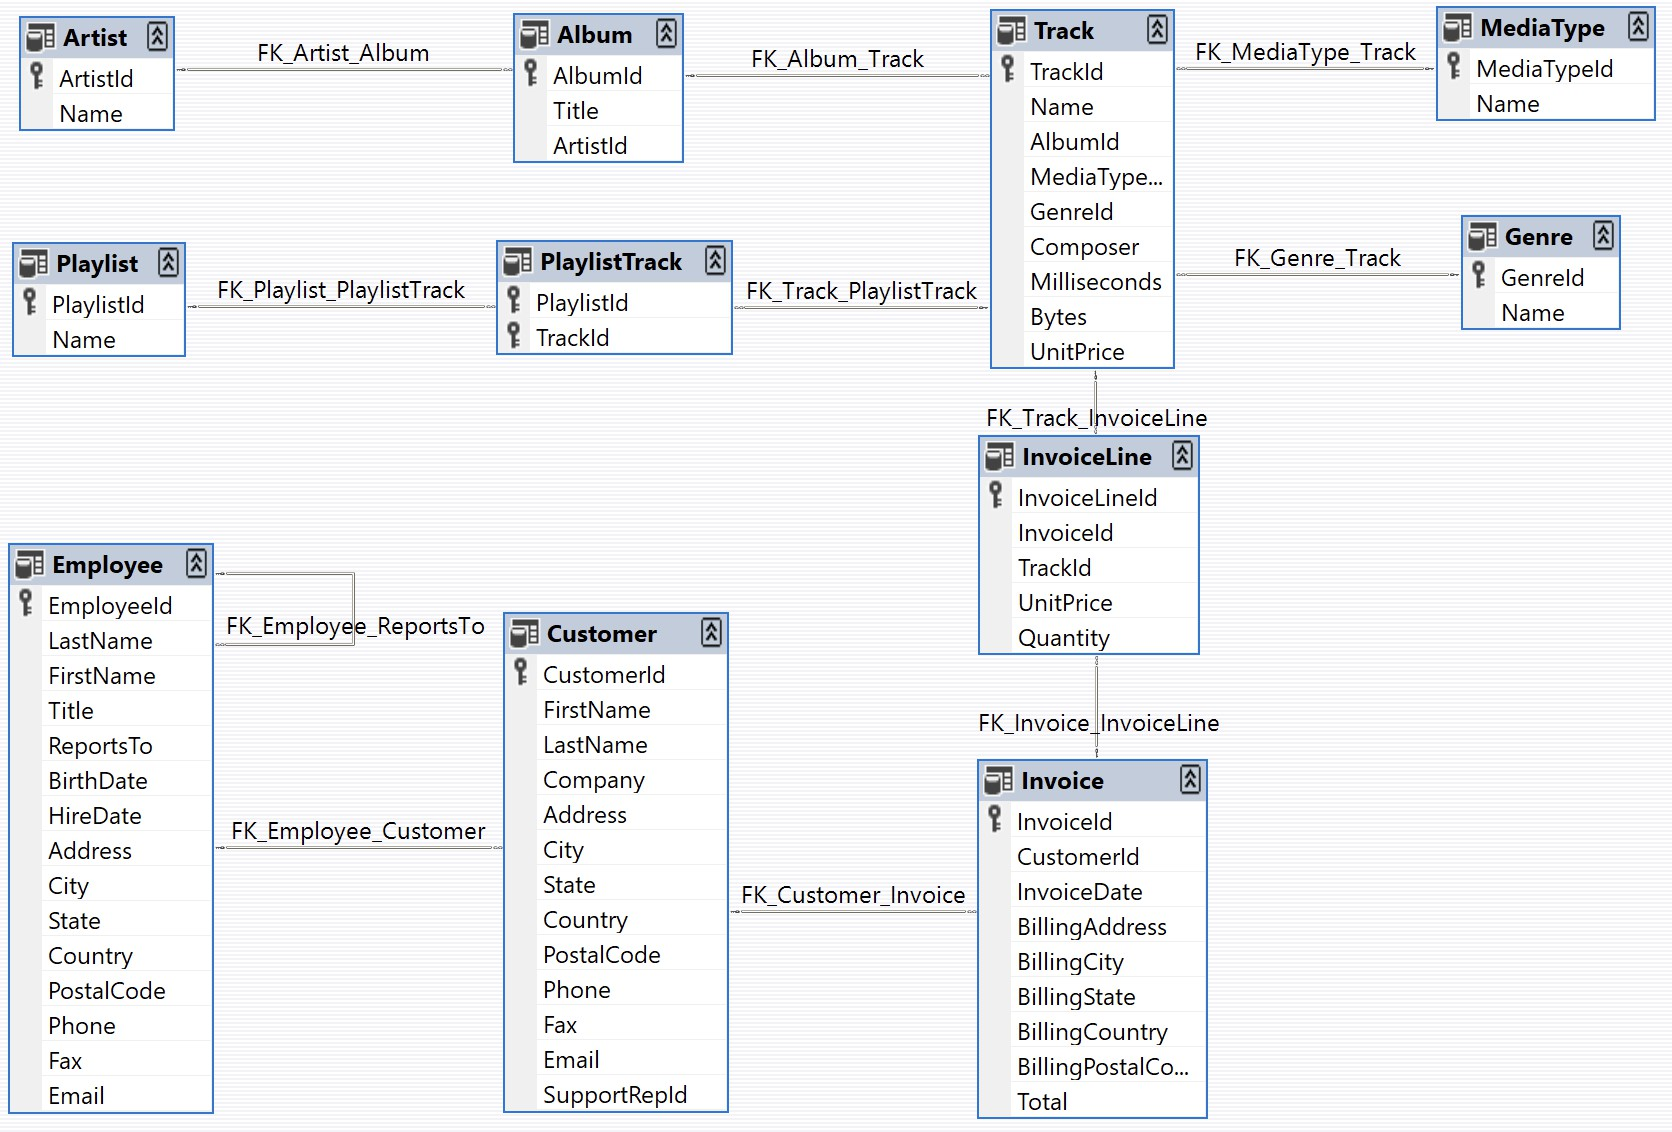 Artist
ArtistId
Name
FK_Artist_Album
Album
AlbumId
Title
ArtistId
FK_Album_Track
Track
TrackId
Name
AlbumId
MediaType...
GenreId
Composer
Milliseconds
Bytes
UnitPrice
FK_MediaType_Track
MediaType
MediaTypeId
Name
FK_Genre_Track
Genre
GenreId
Name
Playlist
PlaylistId
Name
FK_Playlist_PlaylistTrack
PlaylistTrack
PlaylistId
TrackId
FK_Track_PlaylistTrack
FK_Track_InvoiceLine
InvoiceLine
InvoiceLineId
InvoiceId
TrackId
UnitPrice
Quantity
Employee
EmployeeId
LastName
FirstName
Title
ReportsTo
BirthDate
HireDate
Address
City
State
Country
PostalCode
Phone
Fax
Email
FK_Employee_ReportsTo
FK_Employee_Customer
Customer
CustomerId
FirstName
LastName
Company
Address
City
State
Country
PostalCode
Phone
Fax
Email
SupportRepId
FK_Customer_Invoice
FK_Invoice_InvoiceLine
Invoice
InvoiceId
CustomerId
InvoiceDate
BillingAddress
BillingCity
BillingState
BillingCountry
BillingPostalCo...
Total